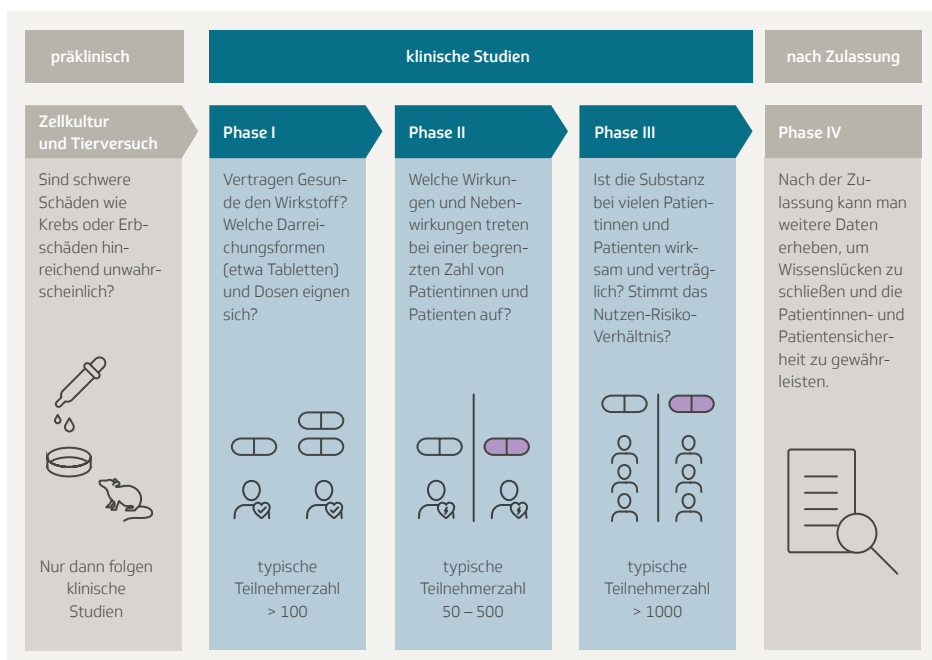 präklinisch
klinische Studien
nach Zulassung
Zellkultur
und Tierversuch
Sind schwere
Schäden wie
Krebs oder Erb-
schäden hin-
reichend unwahr-
scheinlich?
Nur dann folgen
klinische
Studien
Phase I
Vertragen Gesun-
de den Wirkstoff?
Welche Darrei-
chungsformen
(etwa Tabletten)
und Dosen eignen
sich?
typische
Teilnehmerzahl
> 100
Phase II
Welche Wirkun-
gen und Neben-
wirkungen treten
bei einer begren-
zten Zahl von
Patientinnen und
Patienten auf?
typische
Teilnehmerzahl
50 – 500
Phase III
Ist die Substanz
bei vielen Patien-
tinnen und
Patienten wirk-
sam und verträg-
lich? Stimmt das
Nutzen-Risiko-
Verhältnis?
typische
Teilnehmerzahl
> 1000
Phase IV
Nach der Zu-
lassung kann man
weitere Daten
erheben, um
Wissenslücken zu
schließen und die
Patientinnen- und
Patientensicher-
heit zu gewähr-
leisten.